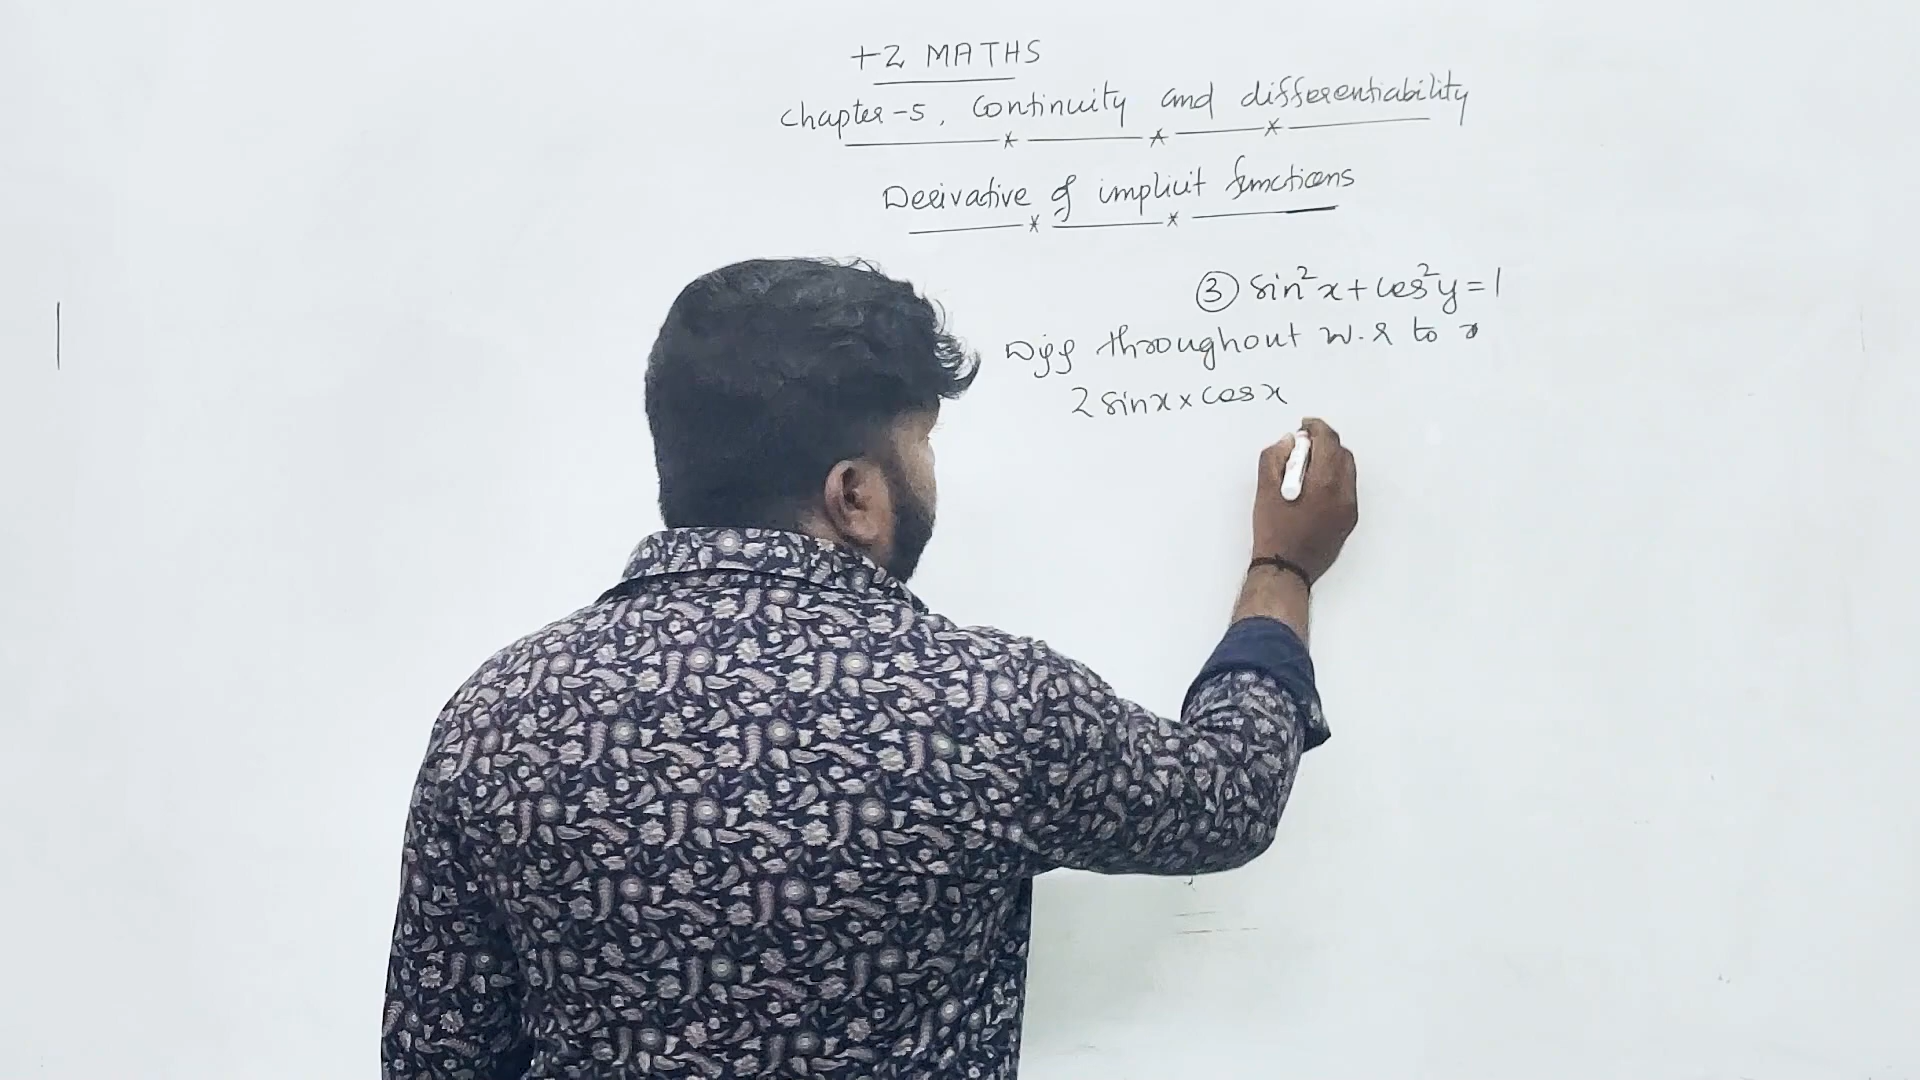 +2 MATHS
Chapter-5, Continuity and differentiability
Derivative of implicit functions
③ sin²x + cos²y = 1
Diff throughout w.r to x
2 sinx × cosx